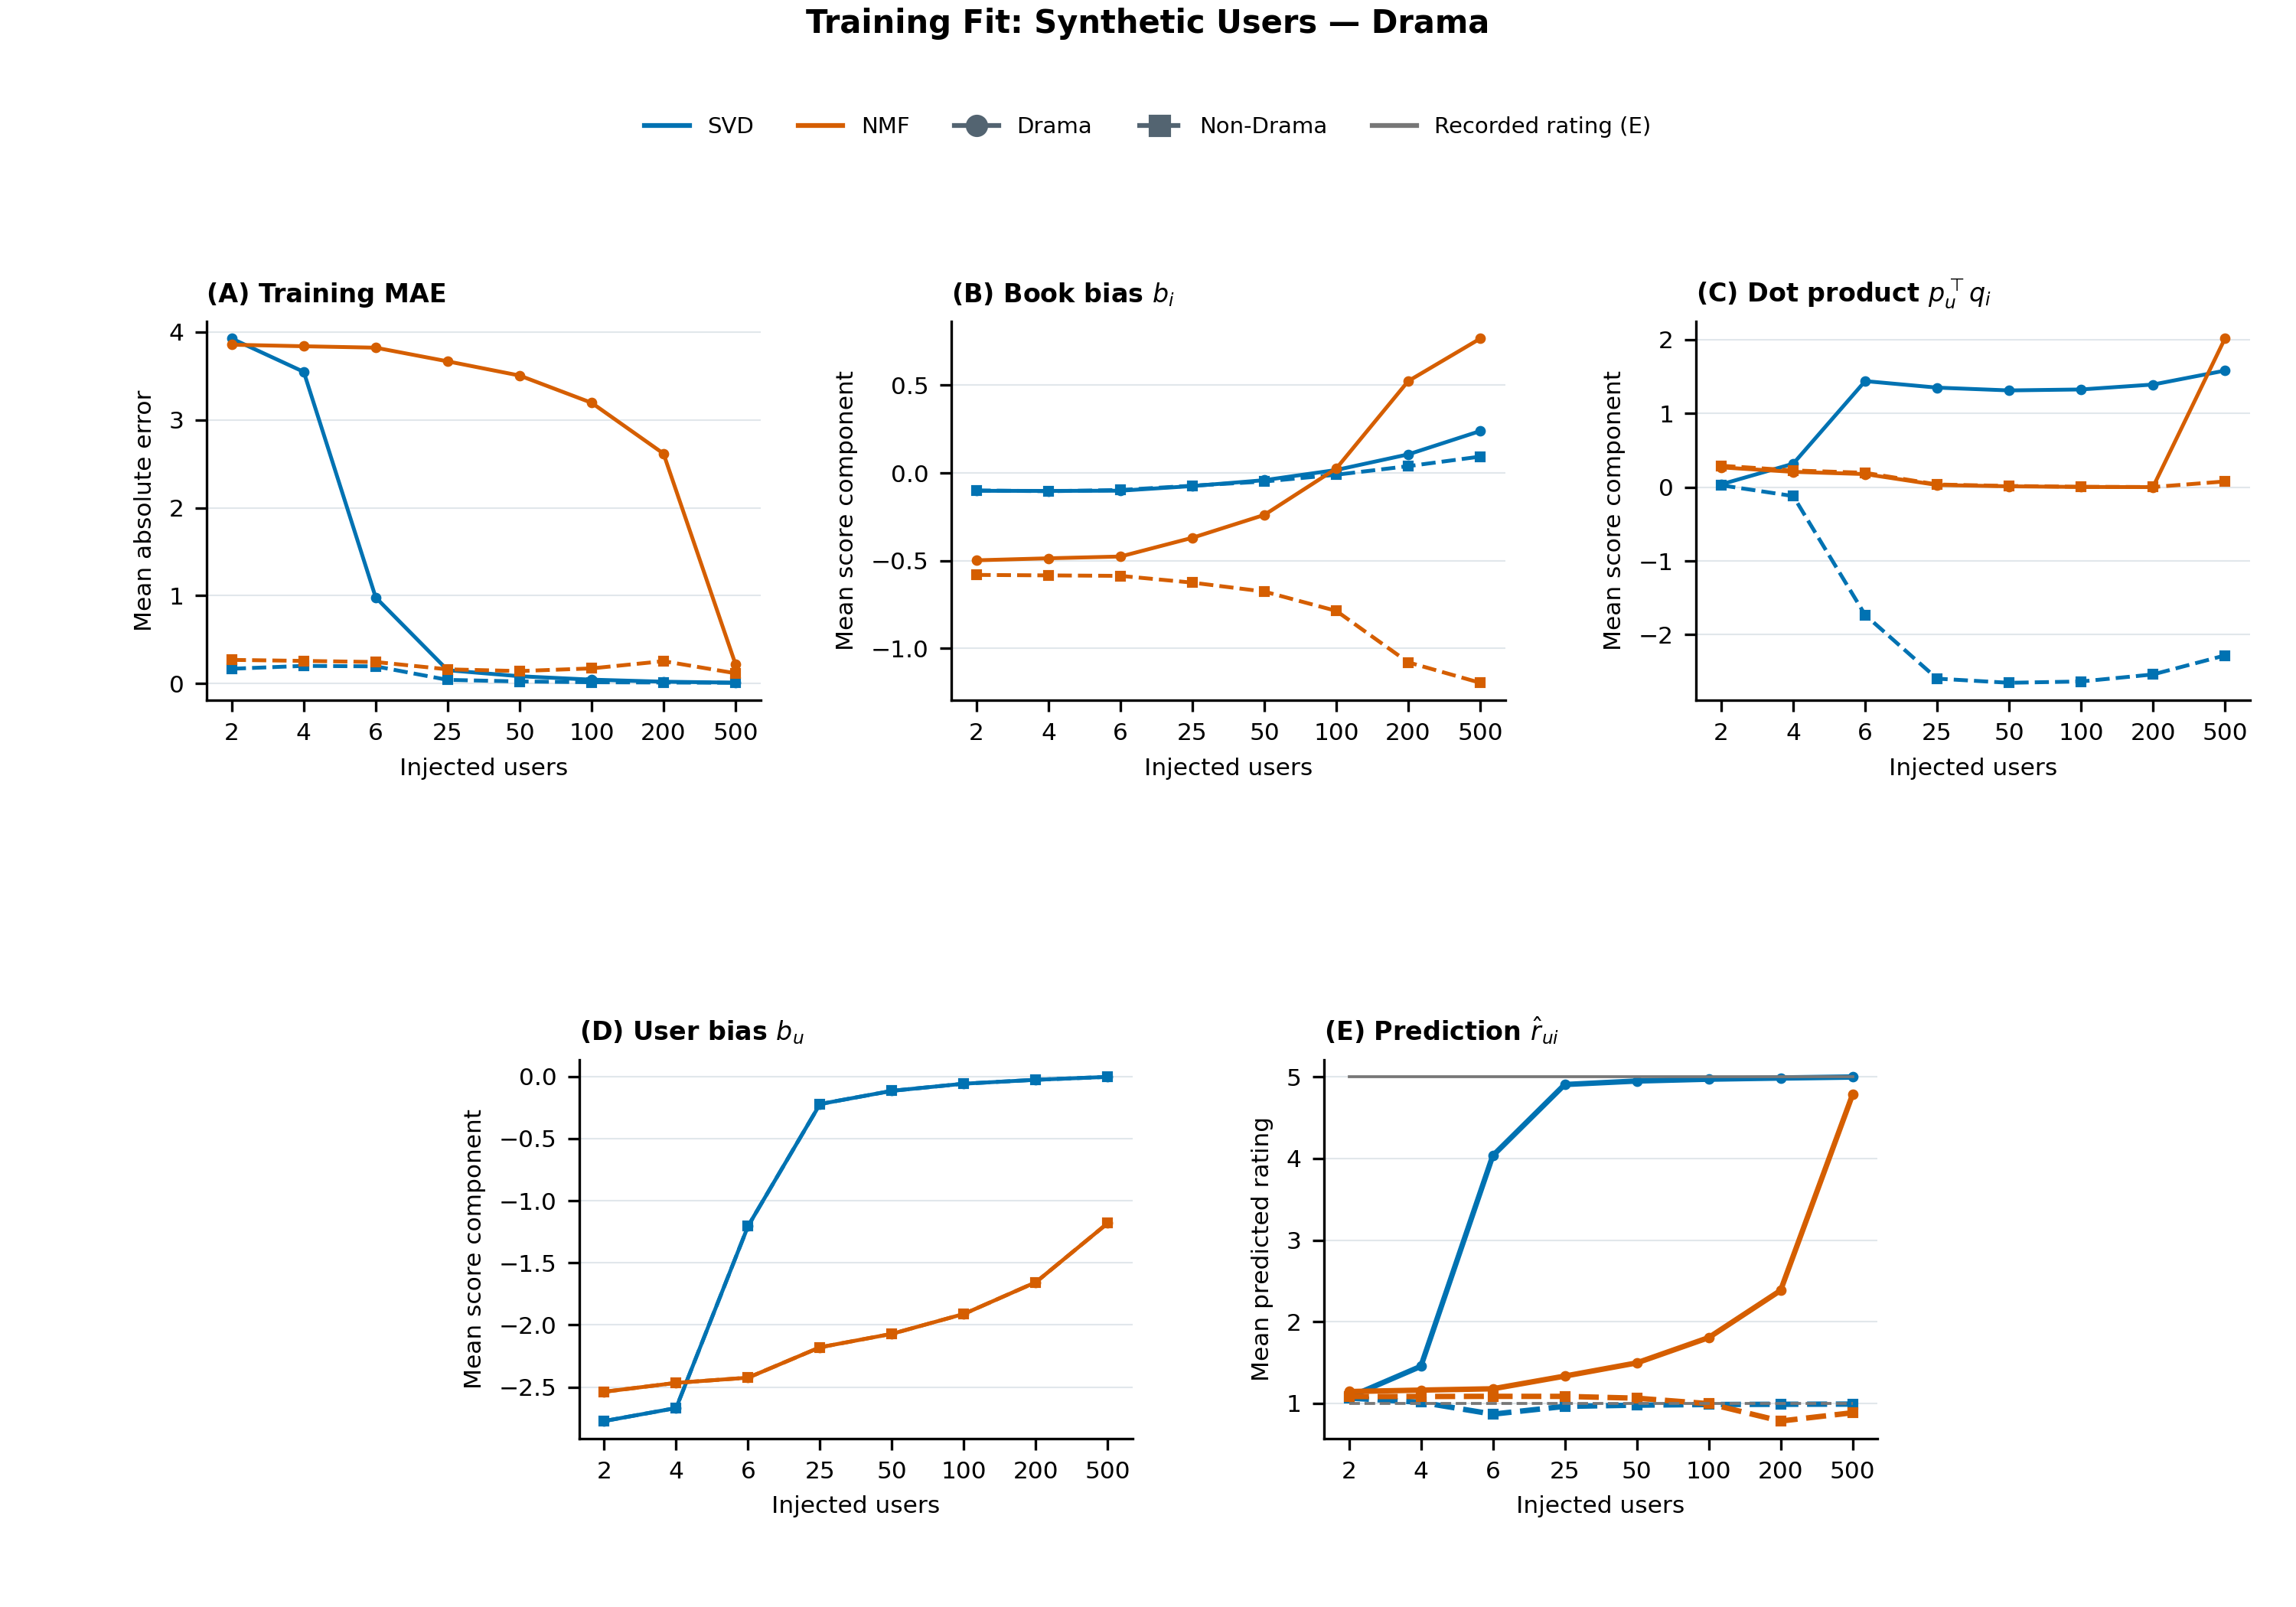 Training Fit: Synthetic Users — Drama
SVD NMF Drama Non-Drama Recorded rating (E)
(A) Training MAE
Mean absolute error
4
3
2
1
0
2 4 6 25 50 100 200 500
Injected users
(B) Book bias b_i
Mean score component
0.5
0.0
−0.5
−1.0
2 4 6 25 50 100 200 500
Injected users
(C) Dot product p_u^⊤ q_i
Mean score component
2
1
0
−1
−2
2 4 6 25 50 100 200 500
Injected users
(D) User bias b_u
Mean score component
0.0
−0.5
−1.0
−1.5
−2.0
−2.5
2 4 6 25 50 100 200 500
Injected users
(E) Prediction r̂_ui
Mean predicted rating
5
4
3
2
1
2 4 6 25 50 100 200 500
Injected users